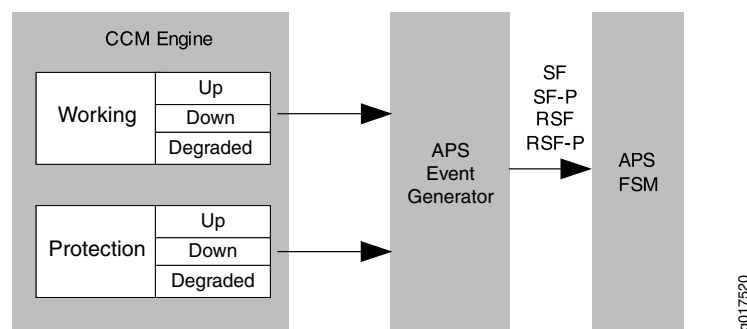 CCM Engine
Working
Up
Down
Degraded
Protection
Up
Down
Degraded
APS
Event
Generator
SF
SF-P
RSF
RSF-P
APS
FSM